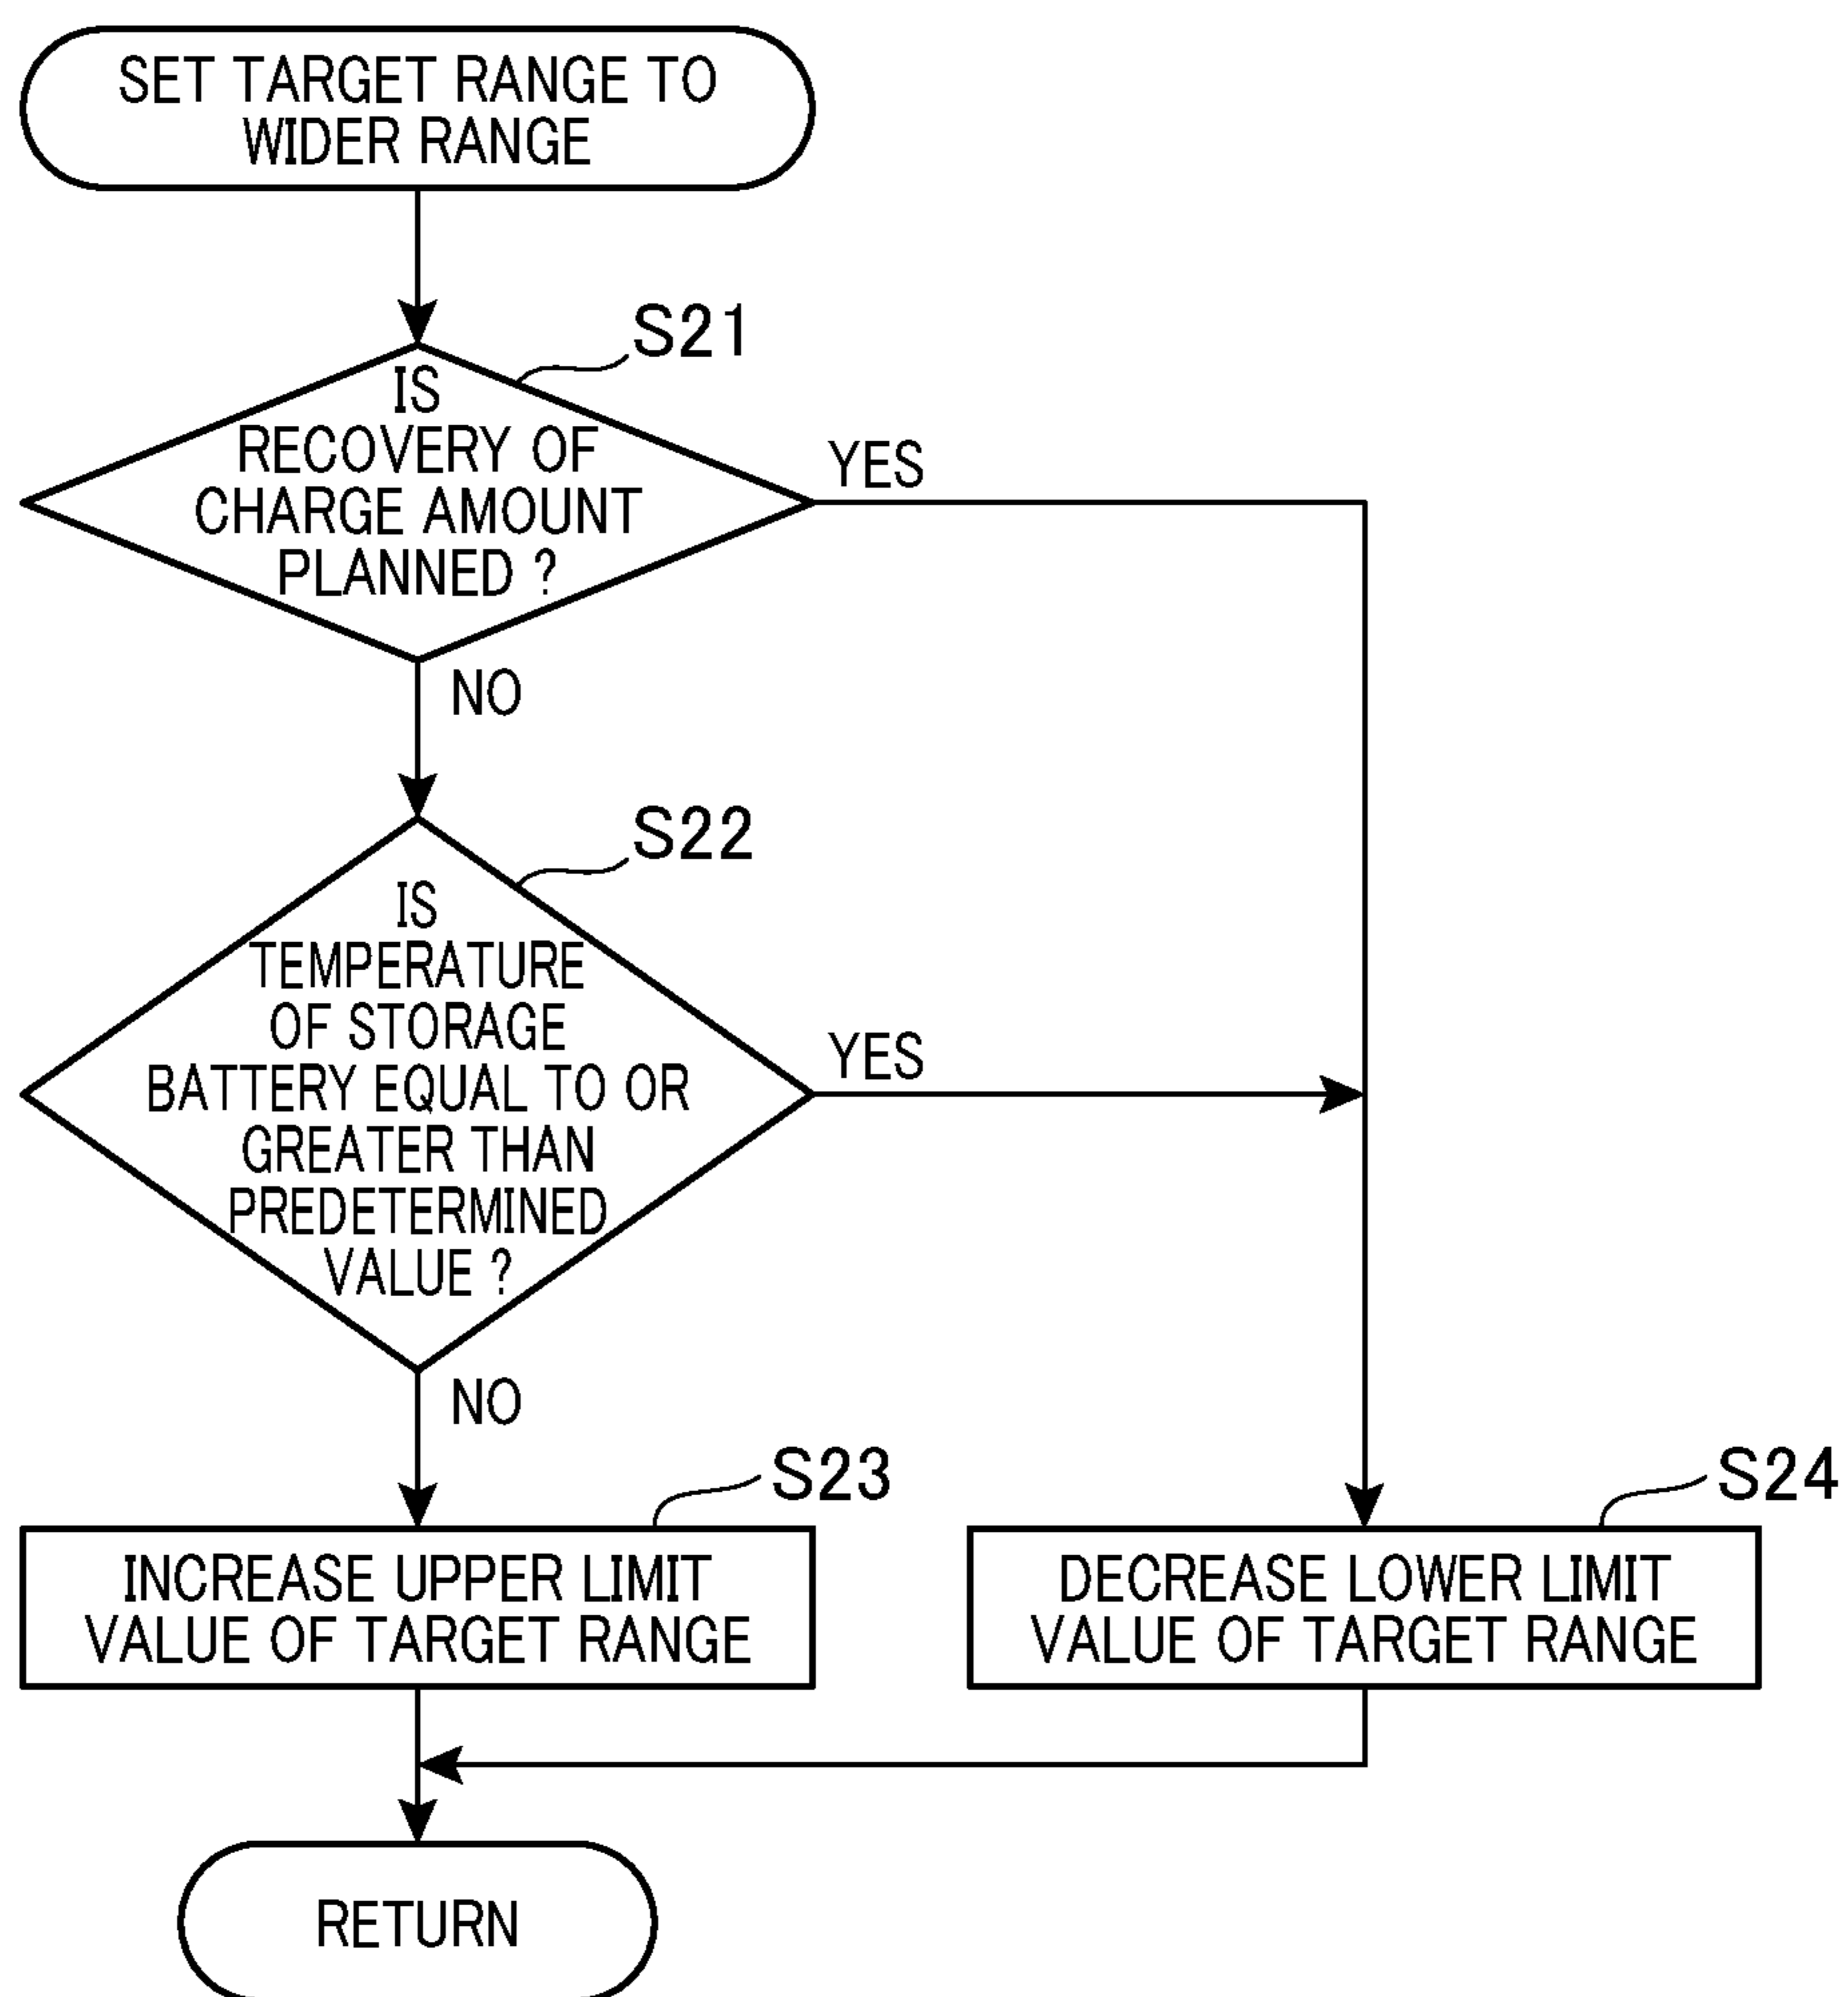 SET TARGET RANGE TO
WIDER RANGE
S21
IS
RECOVERY OF
CHARGE AMOUNT
PLANNED ?
YES
NO
S22
IS
TEMPERATURE
OF STORAGE
BATTERY EQUAL TO OR
GREATER THAN
PREDETERMINED
VALUE ?
YES
NO
S23
INCREASE UPPER LIMIT
VALUE OF TARGET RANGE
S24
DECREASE LOWER LIMIT
VALUE OF TARGET RANGE
RETURN